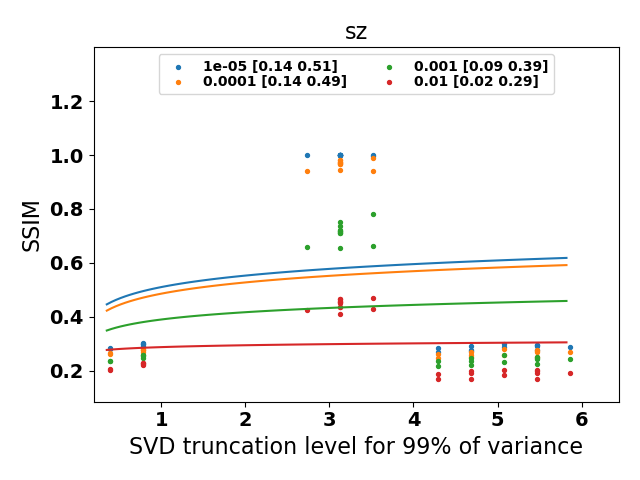 sz
1e-05 [0.14 0.51]
0.0001 [0.14 0.49]
0.001 [0.09 0.39]
0.01 [0.02 0.29]
SSIM
1.2
1.0
0.8
0.6
0.4
0.2
1 2 3 4 5 6
SVD truncation level for 99% of variance